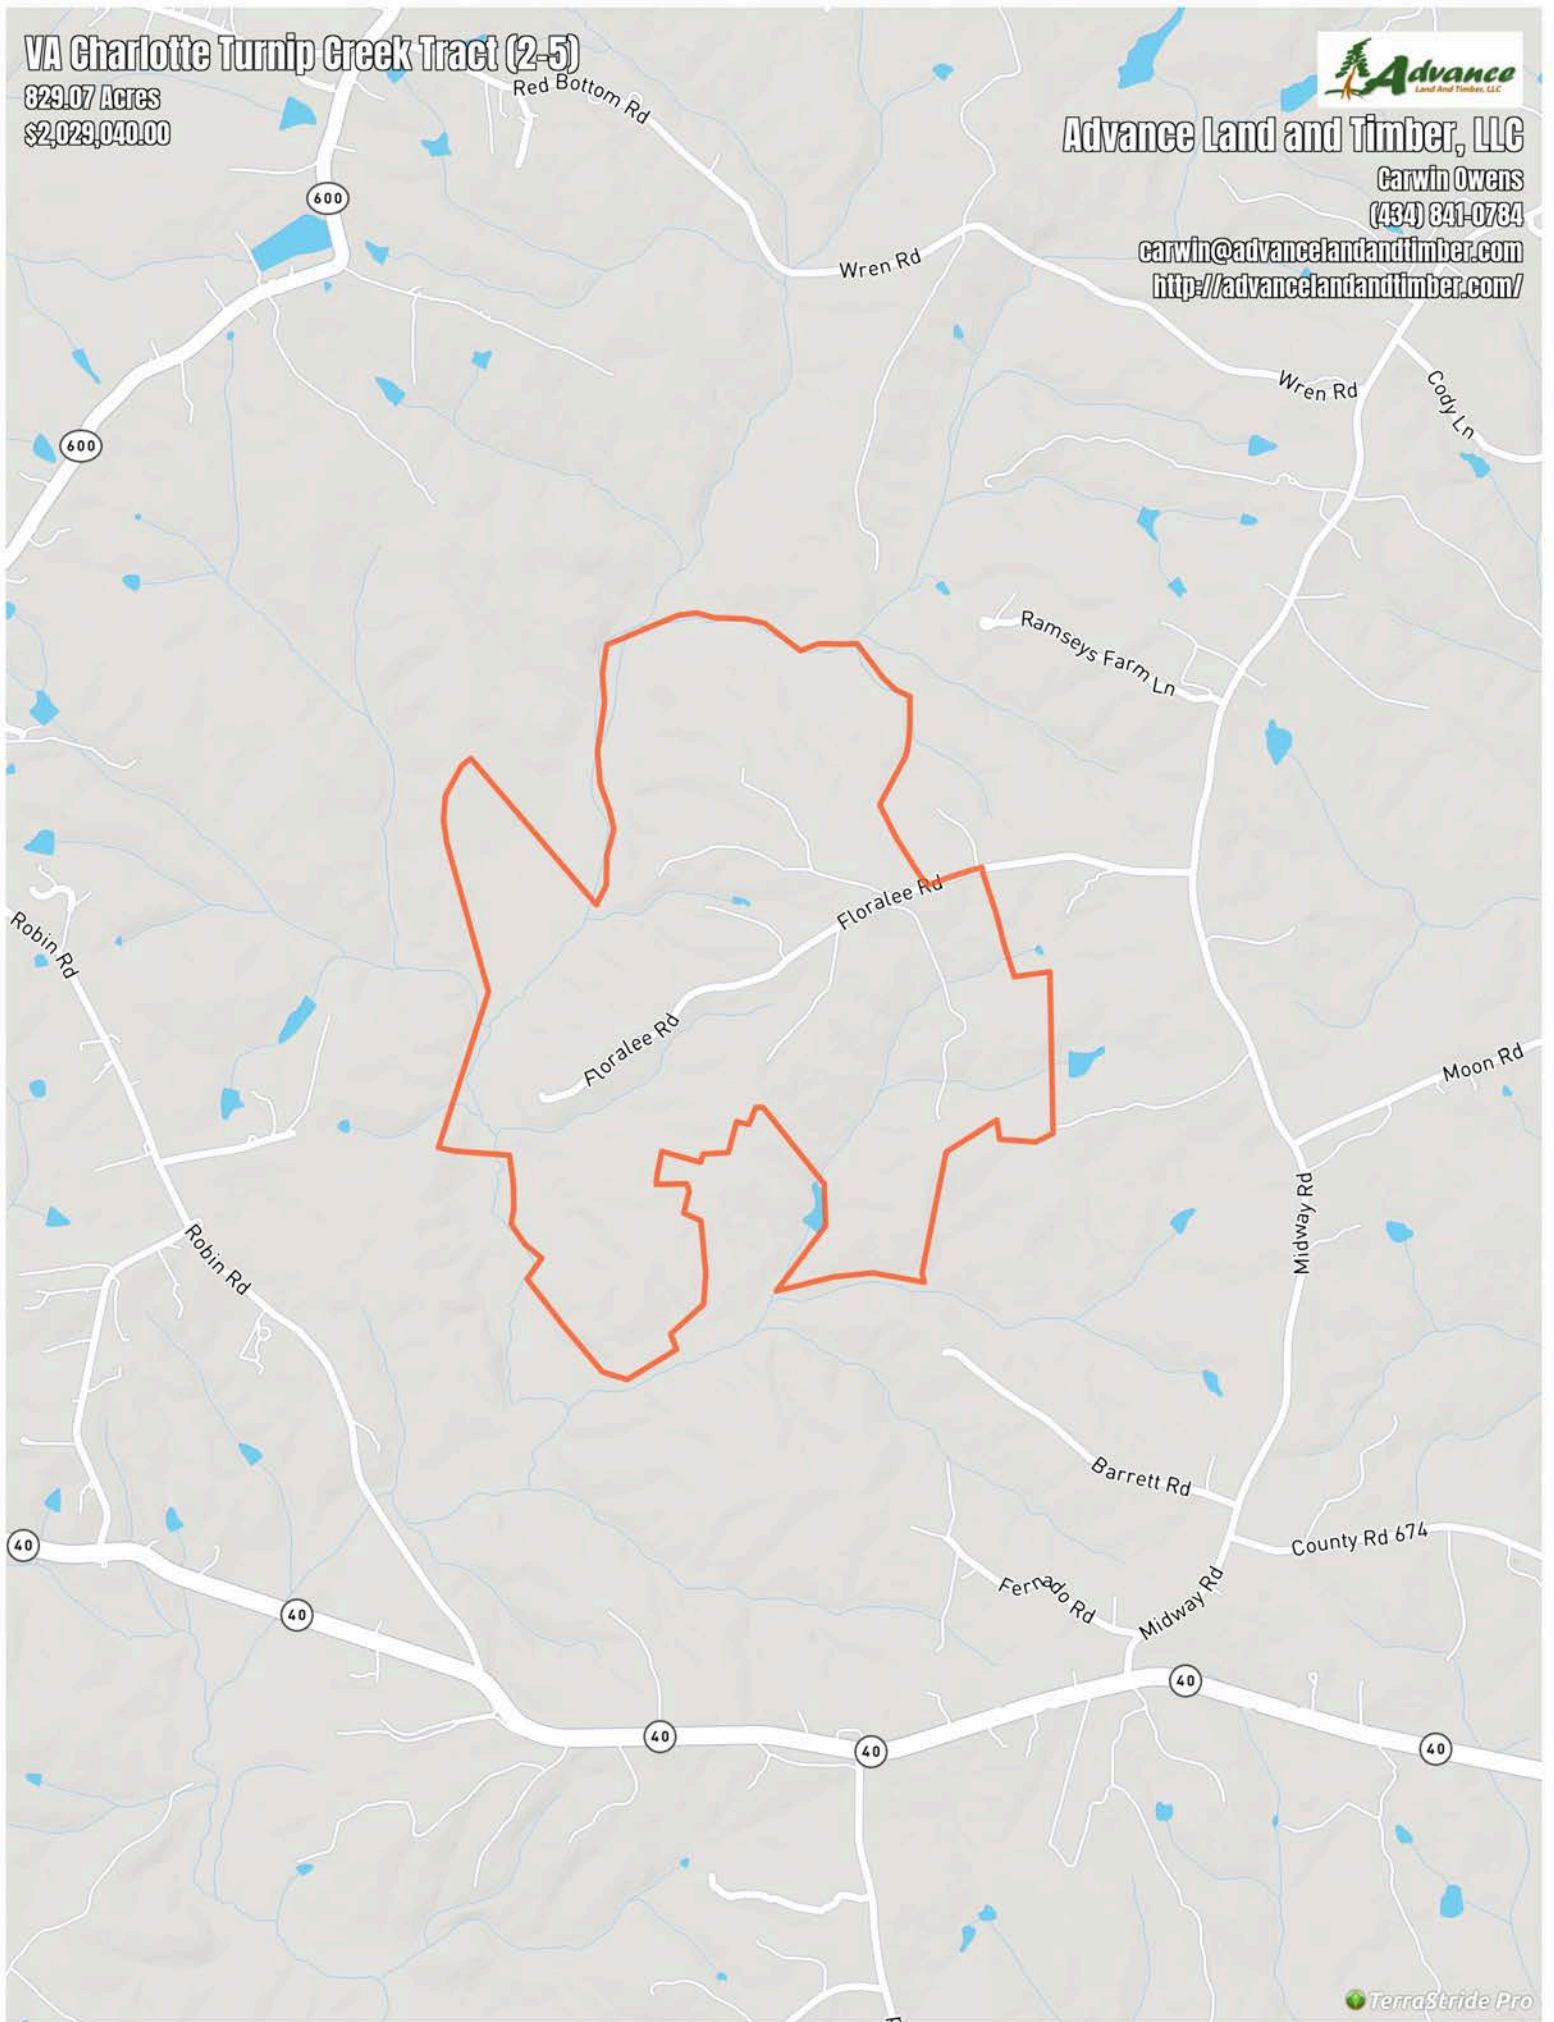 VA Charlotte Turnip Creek Tract (2-5)
829.07 Acres
$2,029,040.00
Advance
Land And Timber, LLC
Advance Land and Timber, LLC
Carwin Owens
(434) 841-0784
carwin@advancelandandtimber.com
http://advancelandandtimber.com/
Red Bottom Rd
600
Wren Rd
Wren Rd
Cody Ln
600
Ramseys Farm Ln
Floralee Rd
Robin Rd
Floralee Rd
Moon Rd
Midway Rd
Robin Rd
Barrett Rd
County Rd 674
40
Fernado Rd
Midway Rd
40
40
40
40
40
TerraStride Pro